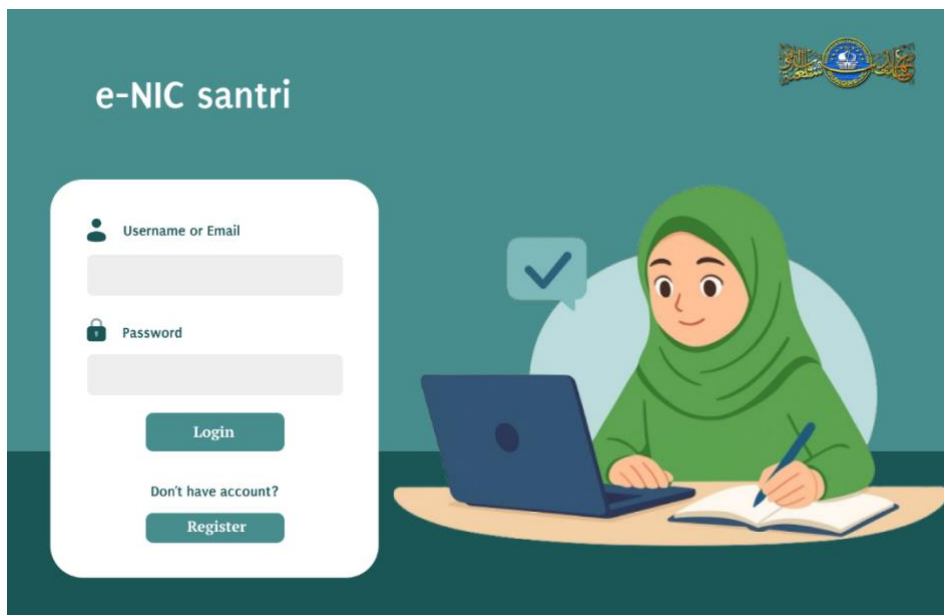 e-NIC santri
Username or Email
Password
Login
Don't have account?
Register